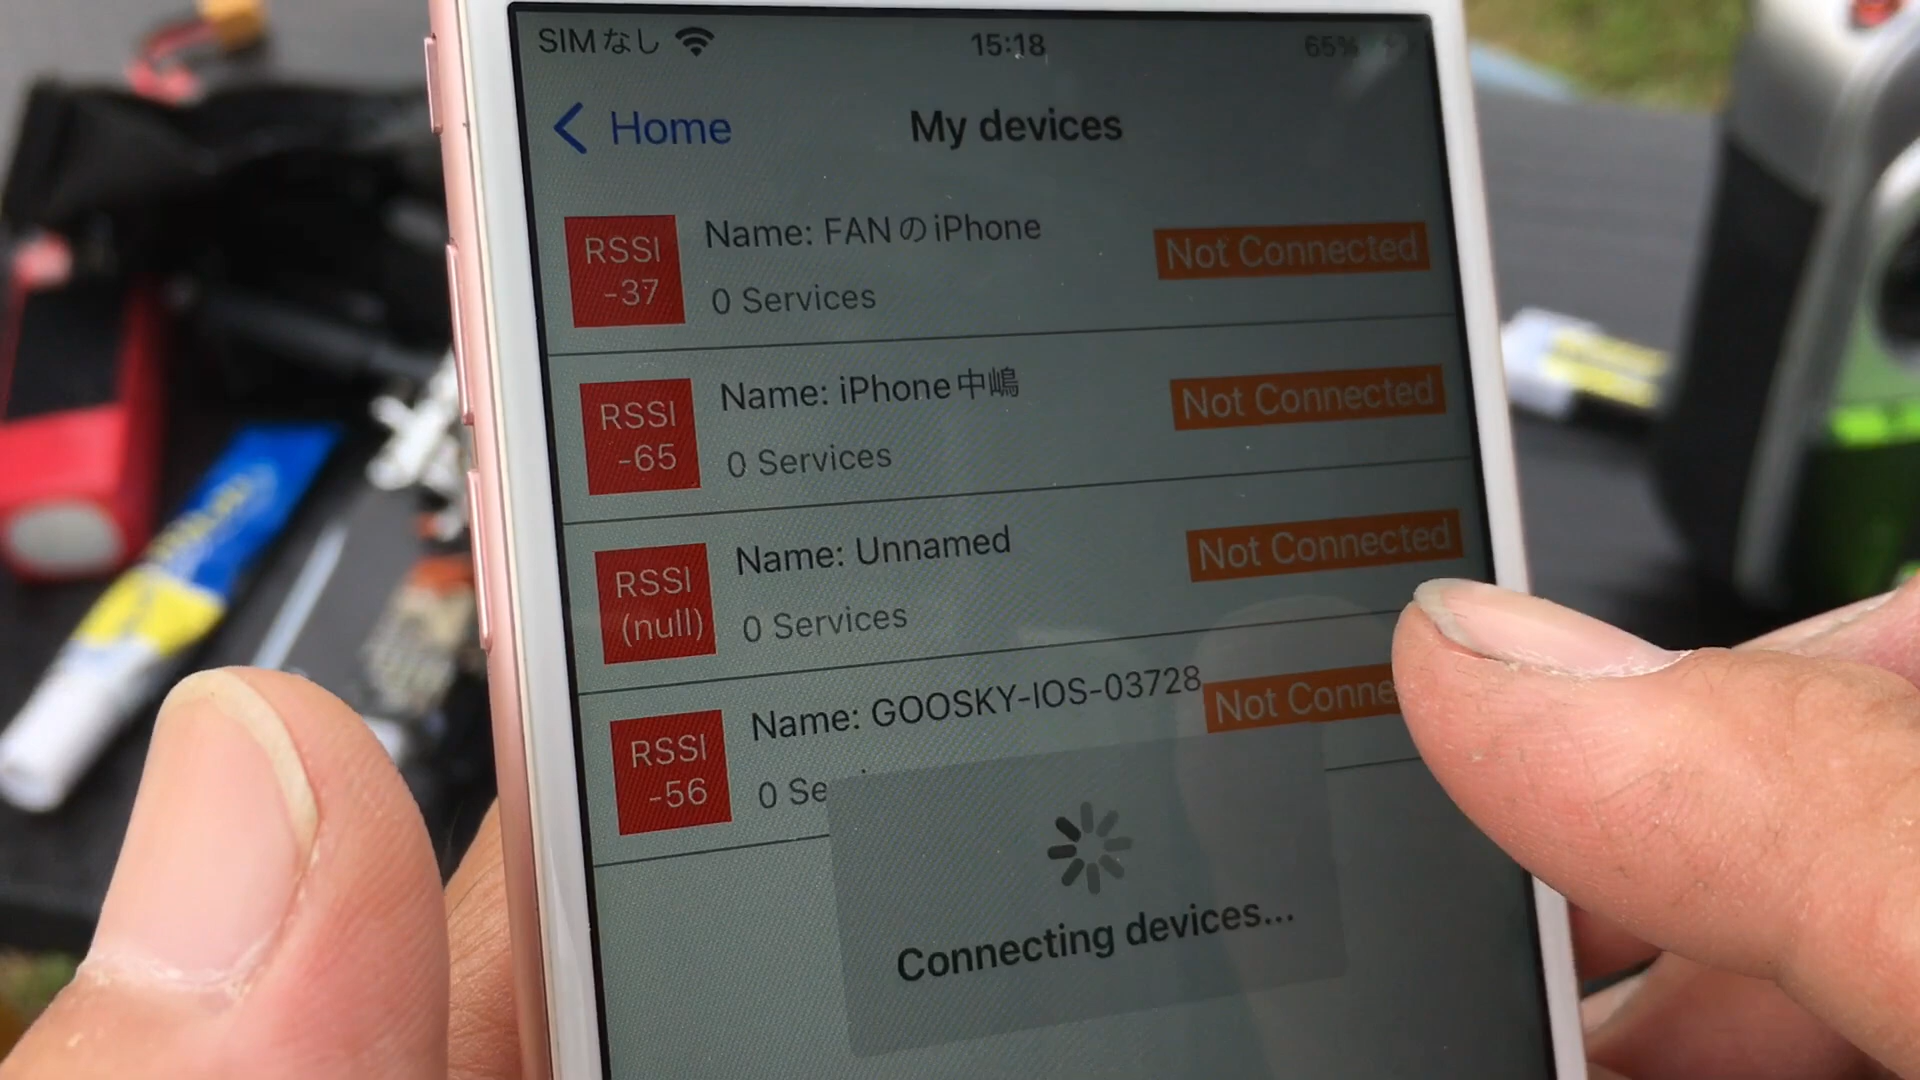 SIMなし 15:18 65%
Home My devices
RSSI
-37
Name: FANのiPhone
0 Services
Not Connected
RSSI
-65
Name: iPhone中嶋
0 Services
Not Connected
RSSI
(null)
Name: Unnamed
0 Services
Not Connected
RSSI
-56
Name: GOOSKY-IOS-03728
0 Se
Not Conne
Connecting devices...